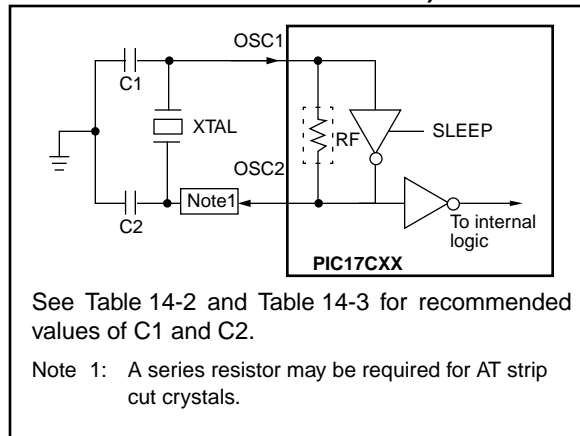 OSC1
C1
XTAL
RF
SLEEP
OSC2
Note1
C2
To internal
logic
PIC17CXX
See Table 14-2 and Table 14-3 for recommended
values of C1 and C2.
Note 1: A series resistor may be required for AT strip
cut crystals.